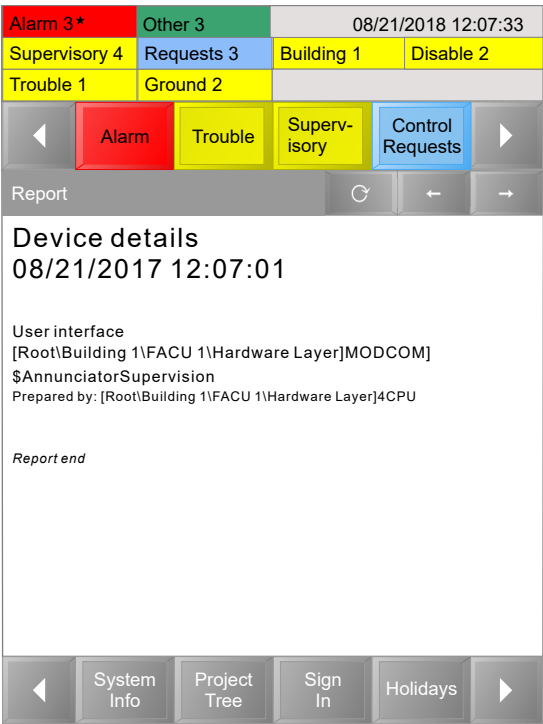 Alarm 3★ Other 3 08/21/2018 12:07:33
Supervisory 4 Requests 3 Building 1 Disable 2
Trouble 1 Ground 2
Alarm Trouble Superv-
isory Control
Requests
Report
Device details
08/21/2017 12:07:01
User interface
[Root\Building 1\FACU 1\Hardware Layer]MODCOM]
$AnnunciatorSupervision
Prepared by: [Root\Building 1\FACU 1\Hardware Layer]4CPU
Report end
System
Info
Project
Tree
Sign
In
Holidays